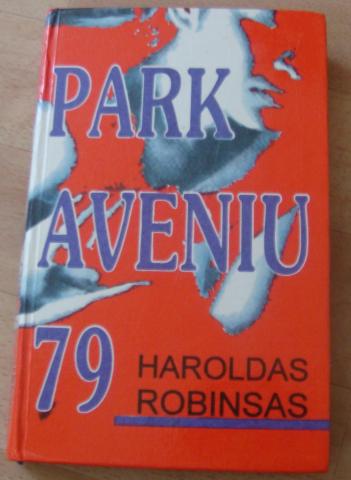 PARK
AVENIU
79
HAROLDAS
ROBINSAS